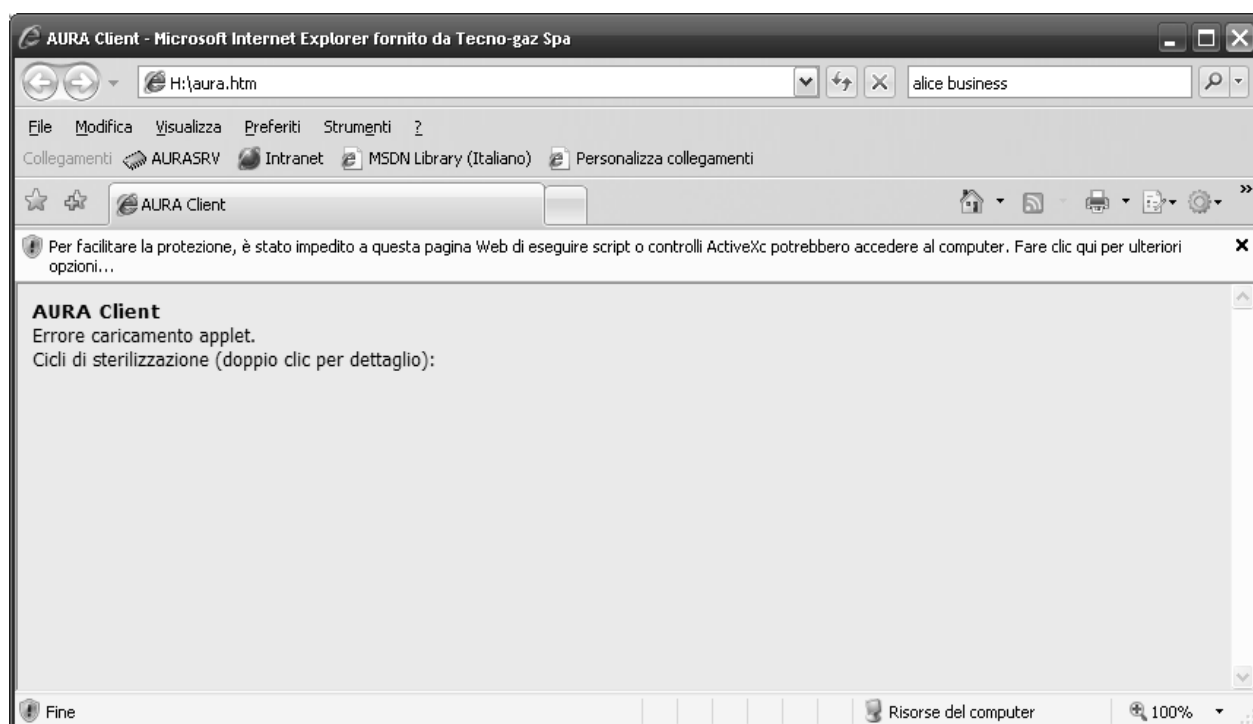 AURA Client - Microsoft Internet Explorer fornito da Tecno-gaz Spa
H:\aura.htm
alice business
File Modifica Visualizza Preferiti Strumenti ?
Collegamenti AURASRV Intranet MSDN Library (Italiano) Personalizza collegamenti
AURA Client
Per facilitare la protezione, è stato impedito a questa pagina Web di eseguire script o controlli ActiveXc potrebbero accedere al computer. Fare clic qui per ulteriori
opzioni...
AURA Client
Errore caricamento applet.
Cicli di sterilizzazione (doppio clic per dettaglio):
Fine Risorse del computer 100%